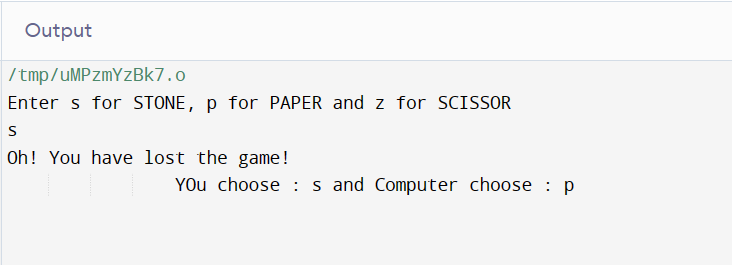 Output
/tmp/uMPzmYzBk7.o
Enter s for STONE, p for PAPER and z for SCISSOR
s
Oh! You have lost the game!
YOu choose : s and Computer choose : p